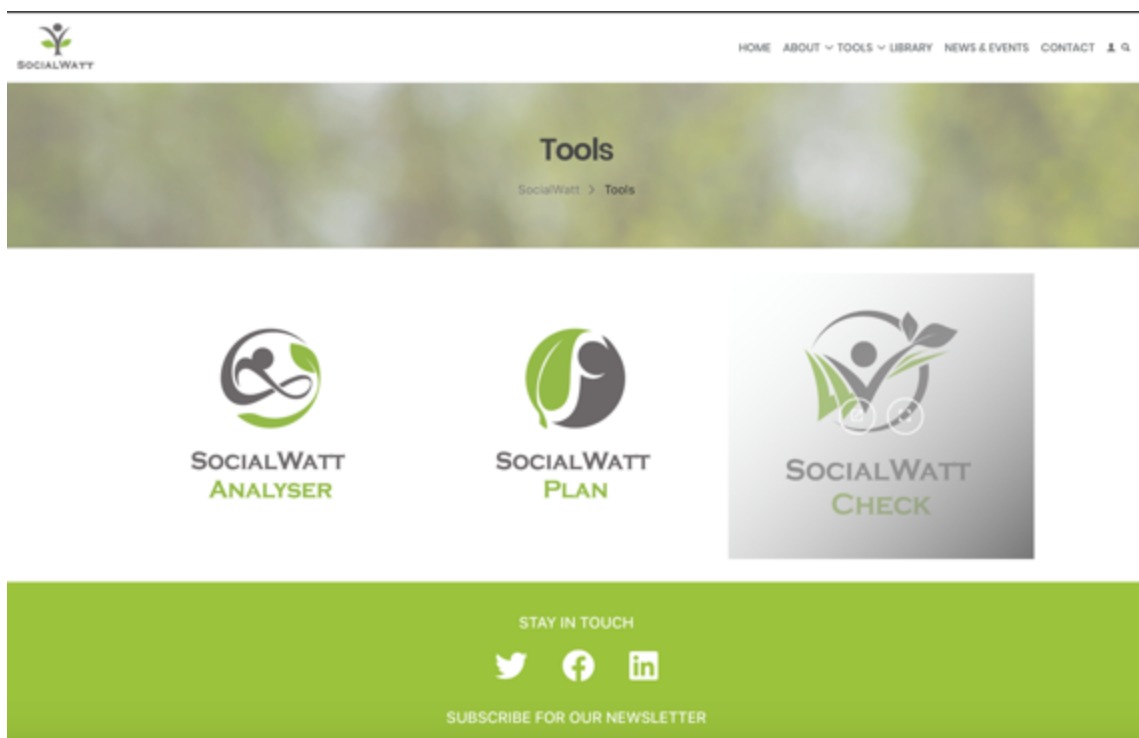 SOCIALWATT
HOME ABOUT TOOLS LIBRARY NEWS & EVENTS CONTACT
Tools
SocialWatt > Tools
SOCIALWATT
ANALYSER
SOCIALWATT
PLAN
SOCIALWATT
CHECK
STAY IN TOUCH
SUBSCRIBE FOR OUR NEWSLETTER